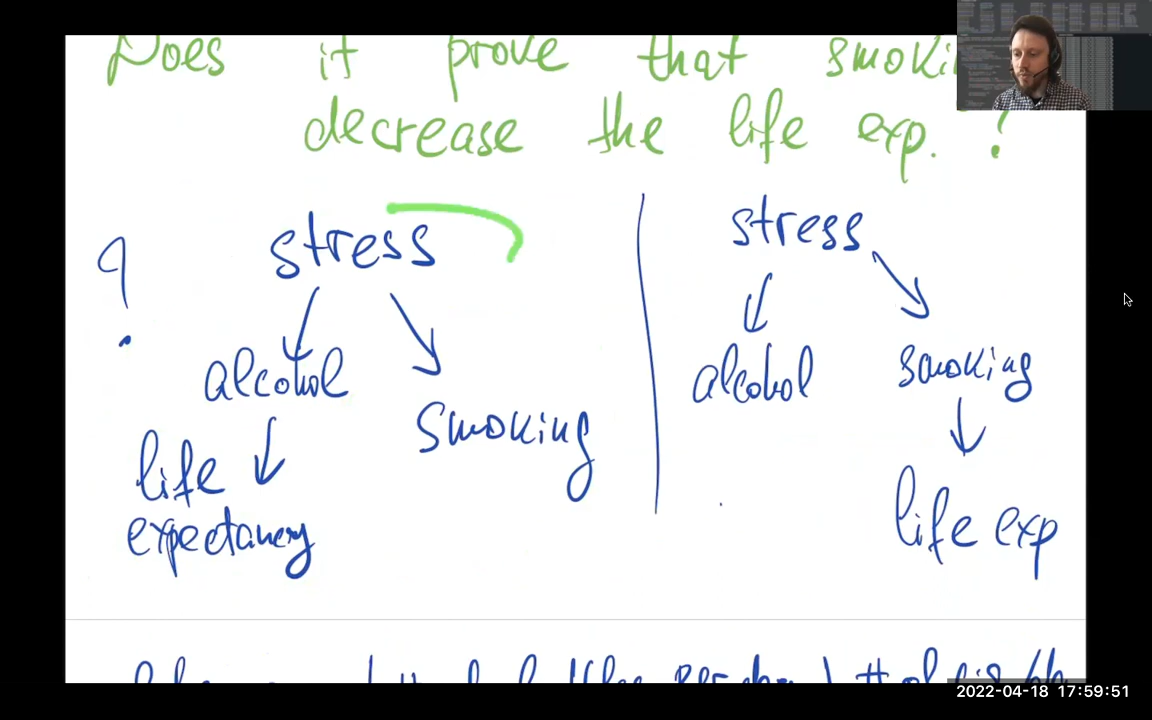 Does it prove that smoki
decrease the life exp. ?
?
stress
alcohol
smoking
life
expectancy
stress
alcohol
smoking
life exp
2022-04-18 17:59:51